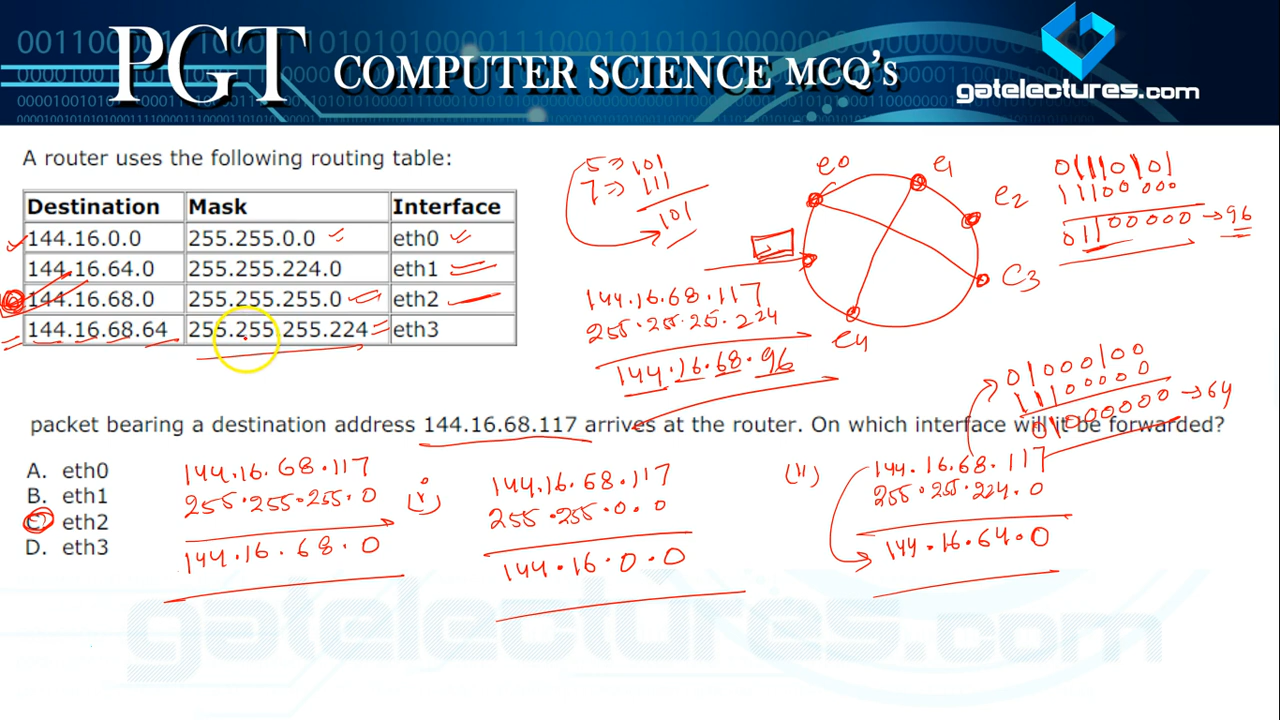 PGT COMPUTER SCIENCE MCQ's
gatelectures.com
A router uses the following routing table:
Destination Mask Interface
144.16.0.0 255.255.0.0 eth0
144.16.64.0 255.255.224.0 eth1
144.16.68.0 255.255.255.0 eth2
144.16.68.64 255.255.255.224 eth3
5 => 101
7 => 111
101
e0
e1
e2
C3
e4
01110101
11100000
01100000 → 96
144.16.68.117
255.255.25.224
144.16.68.96
01000100
11100000
01000000 → 64
packet bearing a destination address 144.16.68.117 arrives at the router. On which interface will it be forwarded?
A. eth0
B. eth1
C. eth2
D. eth3
144.16.68.117
255.255.255.0
144.16.68.0
144.16.68.117
255.255.0.0
144.16.0.0
(11)
144.16.68.117
255.255.224.0
144.16.64.0
gatelectures.com